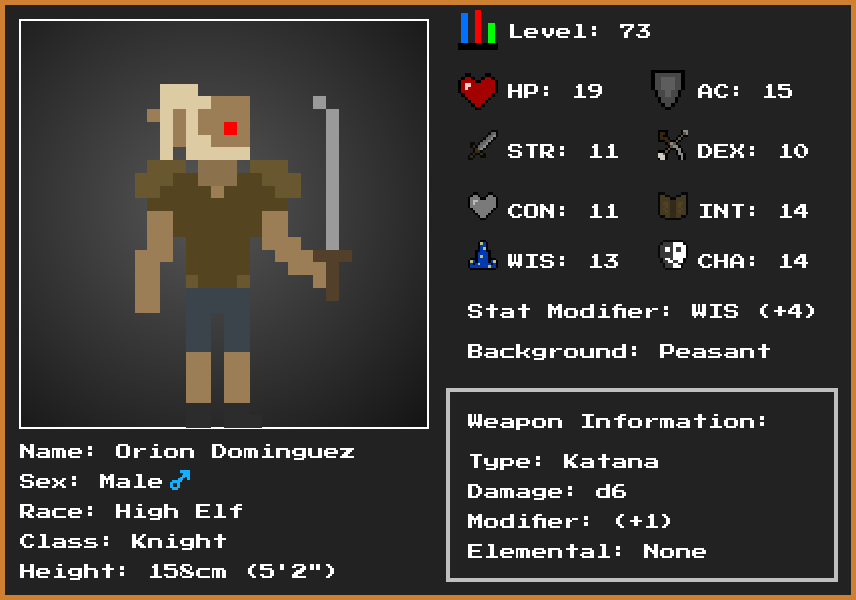 Level: 73
HP: 19 AC: 15
STR: 11 DEX: 10
CON: 11 INT: 14
WIS: 13 CHA: 14
Stat Modifier: WIS (+4)
Background: Peasant
Weapon Information:
Type: Katana
Damage: d6
Modifier: (+1)
Elemental: None
Name: Orion Dominguez
Sex: Male♂
Race: High Elf
Class: Knight
Height: 158cm (5'2")